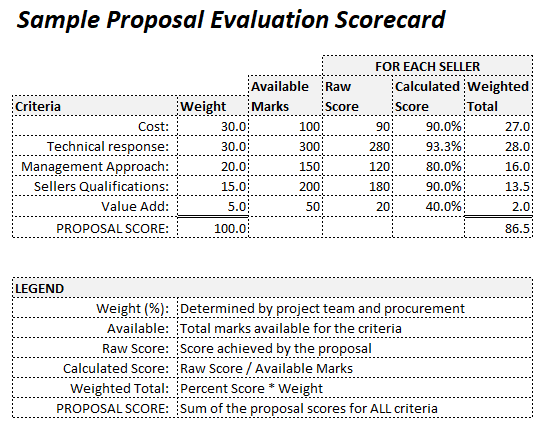 Sample Proposal Evaluation Scorecard
FOR EACH SELLER
Available Raw Calculated Weighted
Criteria Weight Marks Score Score Total
Cost: 30.0 100 90 90.0% 27.0
Technical response: 30.0 300 280 93.3% 28.0
Management Approach: 20.0 150 120 80.0% 16.0
Sellers Qualifications: 15.0 200 180 90.0% 13.5
Value Add: 5.0 50 20 40.0% 2.0
PROPOSAL SCORE: 100.0 86.5
LEGEND
Weight (%): Determined by project team and procurement
Available: Total marks available for the criteria
Raw Score: Score achieved by the proposal
Calculated Score: Raw Score / Available Marks
Weighted Total: Percent Score * Weight
PROPOSAL SCORE: Sum of the proposal scores for ALL criteria